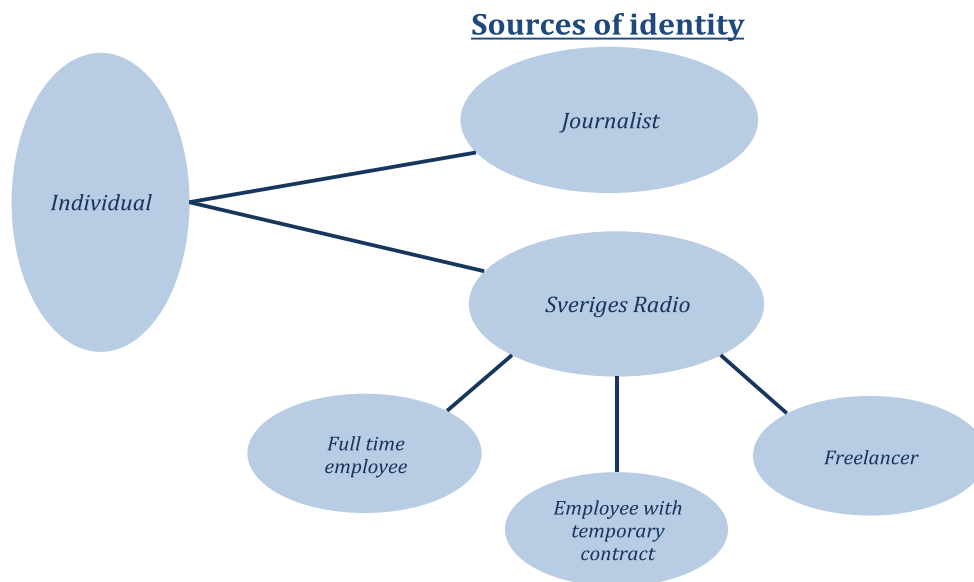 Sources of identity
Journalist
Individual
Sveriges Radio
Full time
employee
Employee with
temporary
contract
Freelancer